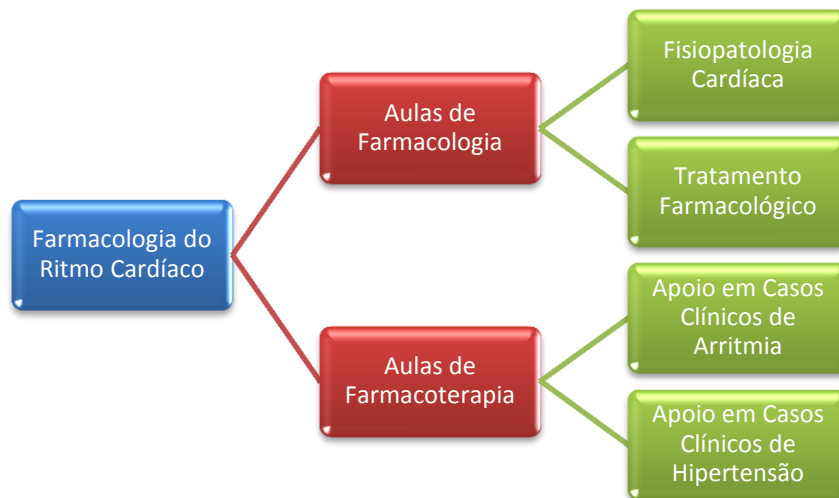 Farmacologia do
Ritmo Cardíaco
Aulas de
Farmacologia
Fisiopatologia
Cardíaca
Tratamento
Farmacológico
Aulas de
Farmacoterapia
Apoio em Casos
Clínicos de
Arritmia
Apoio em Casos
Clínicos de
Hipertensão